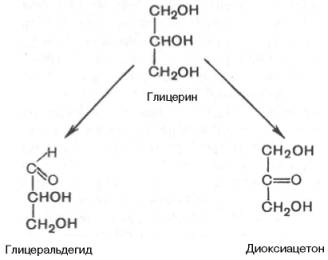 CH₂OH
CHOH
CH₂OH
Глицерин
H
C
O
CHOH
CH₂OH
Глицеральдегид
CH₂OH
C=O
CH₂OH
Диоксиацетон